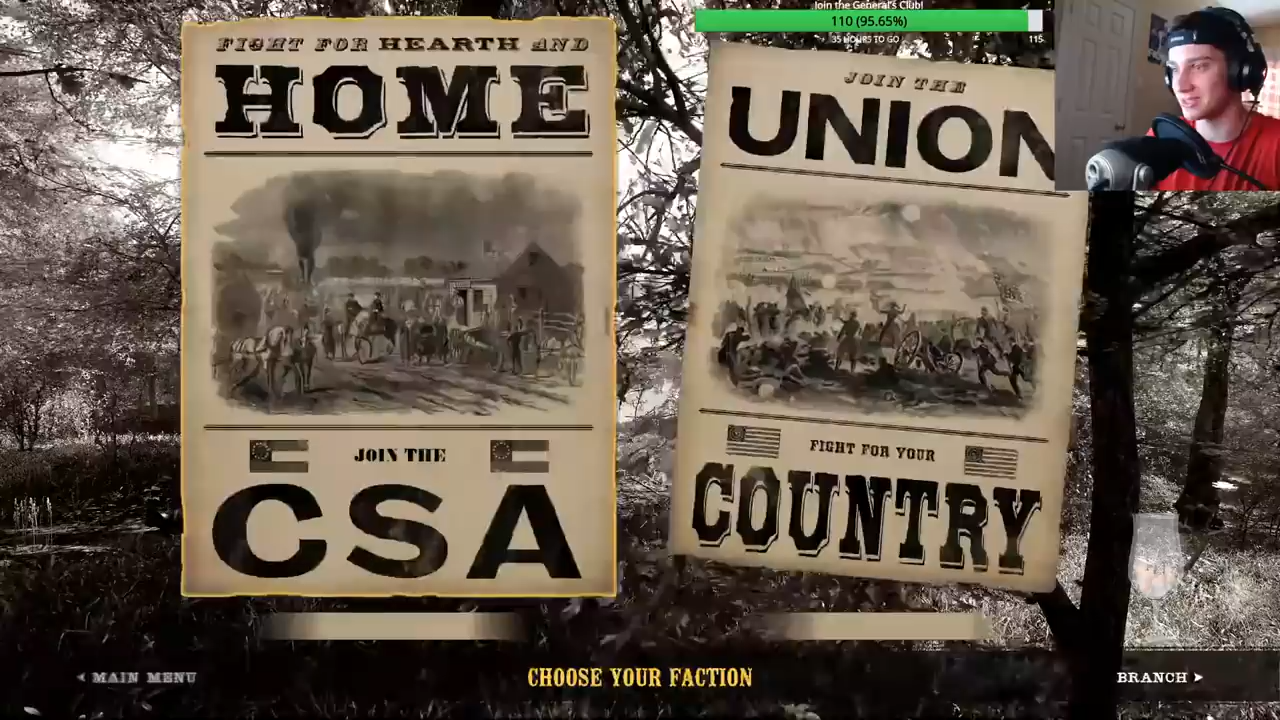 Join the General's Club!
110 (95.65%)
35 HOURS TO GO
115
FIGHT FOR HEARTH AND
HOME
JOIN THE
CSA
JOIN THE
UNION
FIGHT FOR YOUR
COUNTRY
MAIN MENU
CHOOSE YOUR FACTION
BRANCH